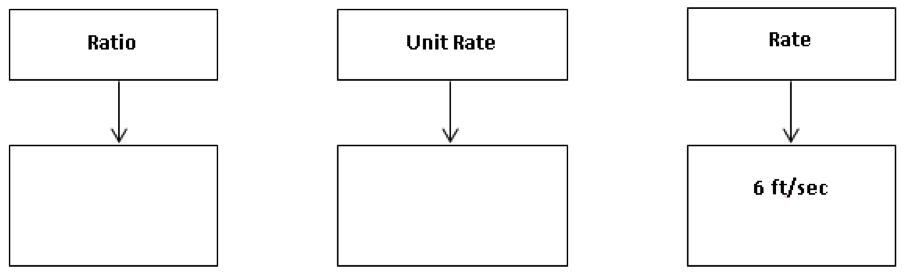 Ratio
Unit Rate
Rate
6 ft/sec